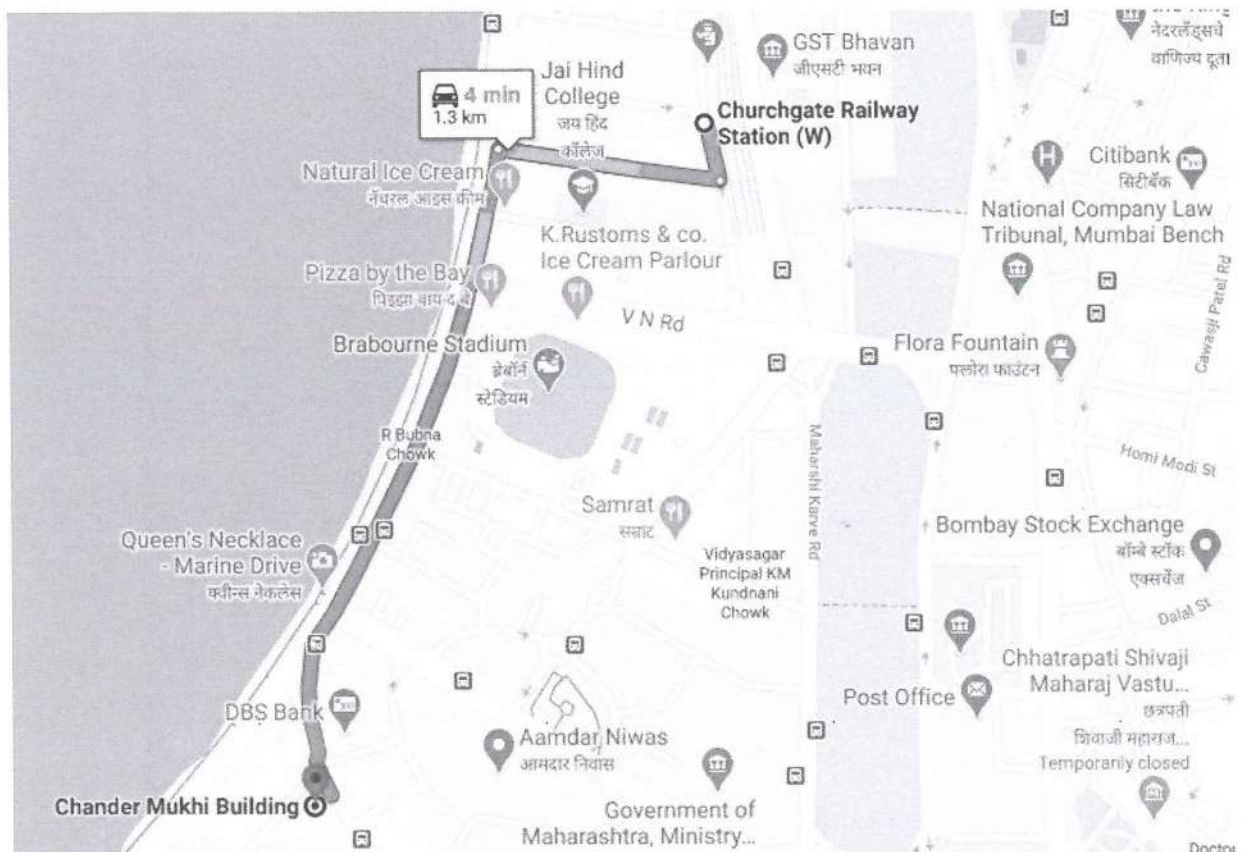 नेदरलॅंड्सचे
वाणिज्य दूता
GST Bhavan
जीएसटी भवन
Jai Hind
College
जय हिंद
कॉलेज
4 min
1.3 km
Churchgate Railway
Station (W)
Citibank
सिटीबँक
Natural Ice Cream
नॅचरल आइस क्रीम
National Company Law
Tribunal, Mumbai Bench
K.Rustoms & co.
Ice Cream Parlour
Pizza by the Bay
पिझ्झा बाय द बे
V N Rd
Cawasji Patel Rd
Brabourne Stadium
ब्रेबॉर्न
स्टेडियम
Flora Fountain
फ्लोरा फाउंटन
R Bubna
Chowk
Maharshi Karve Rd
Homi Modi St
Samrat
सम्राट
Bombay Stock Exchange
बॉम्बे स्टॉक
एक्सचेंज
Queen's Necklace
- Marine Drive
क्वीन्स नेकलेस
Vidyasagar
Principal KM
Kundnani
Chowk
Dalal St
Chhatrapati Shivaji
Maharaj Vastu...
छत्रपती
शिवाजी महाराज...
Temporarily closed
Post Office
DBS Bank
Aamdar Niwas
आमदार निवास
Chander Mukhi Building
Government of
Maharashtra, Ministry...
Doctor